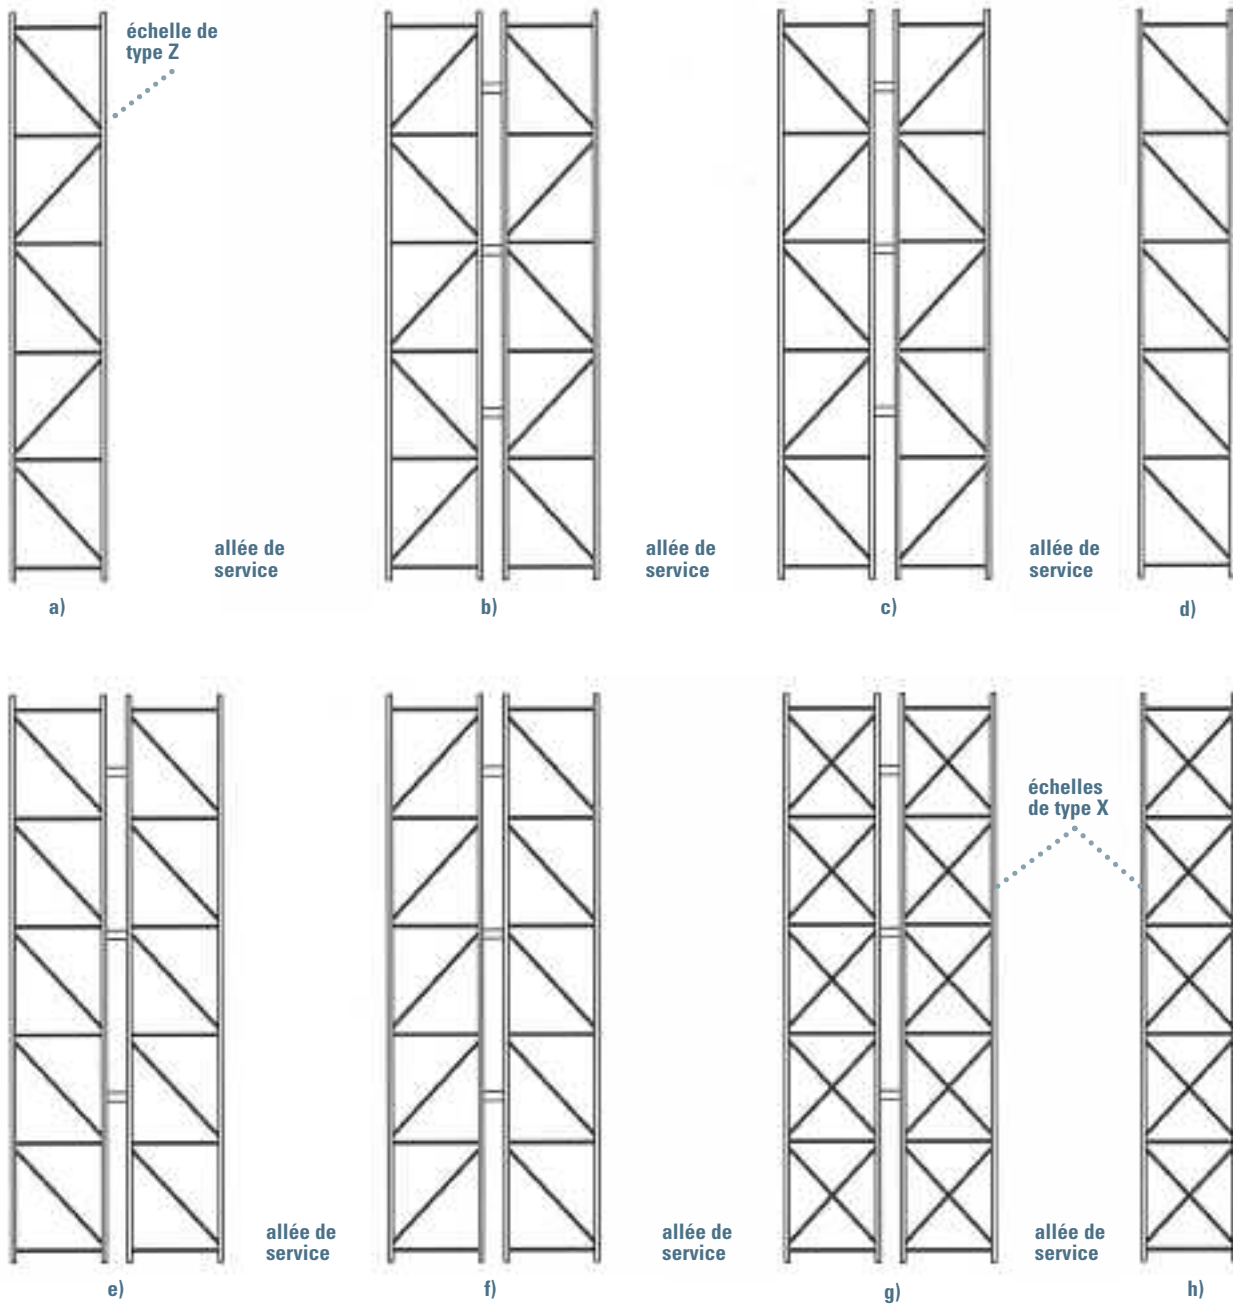 échelle de
type Z
allée de
service
allée de
service
allée de
service
a)
b)
c)
d)
échelles
de type X
allée de
service
allée de
service
allée de
service
e)
f)
g)
h)